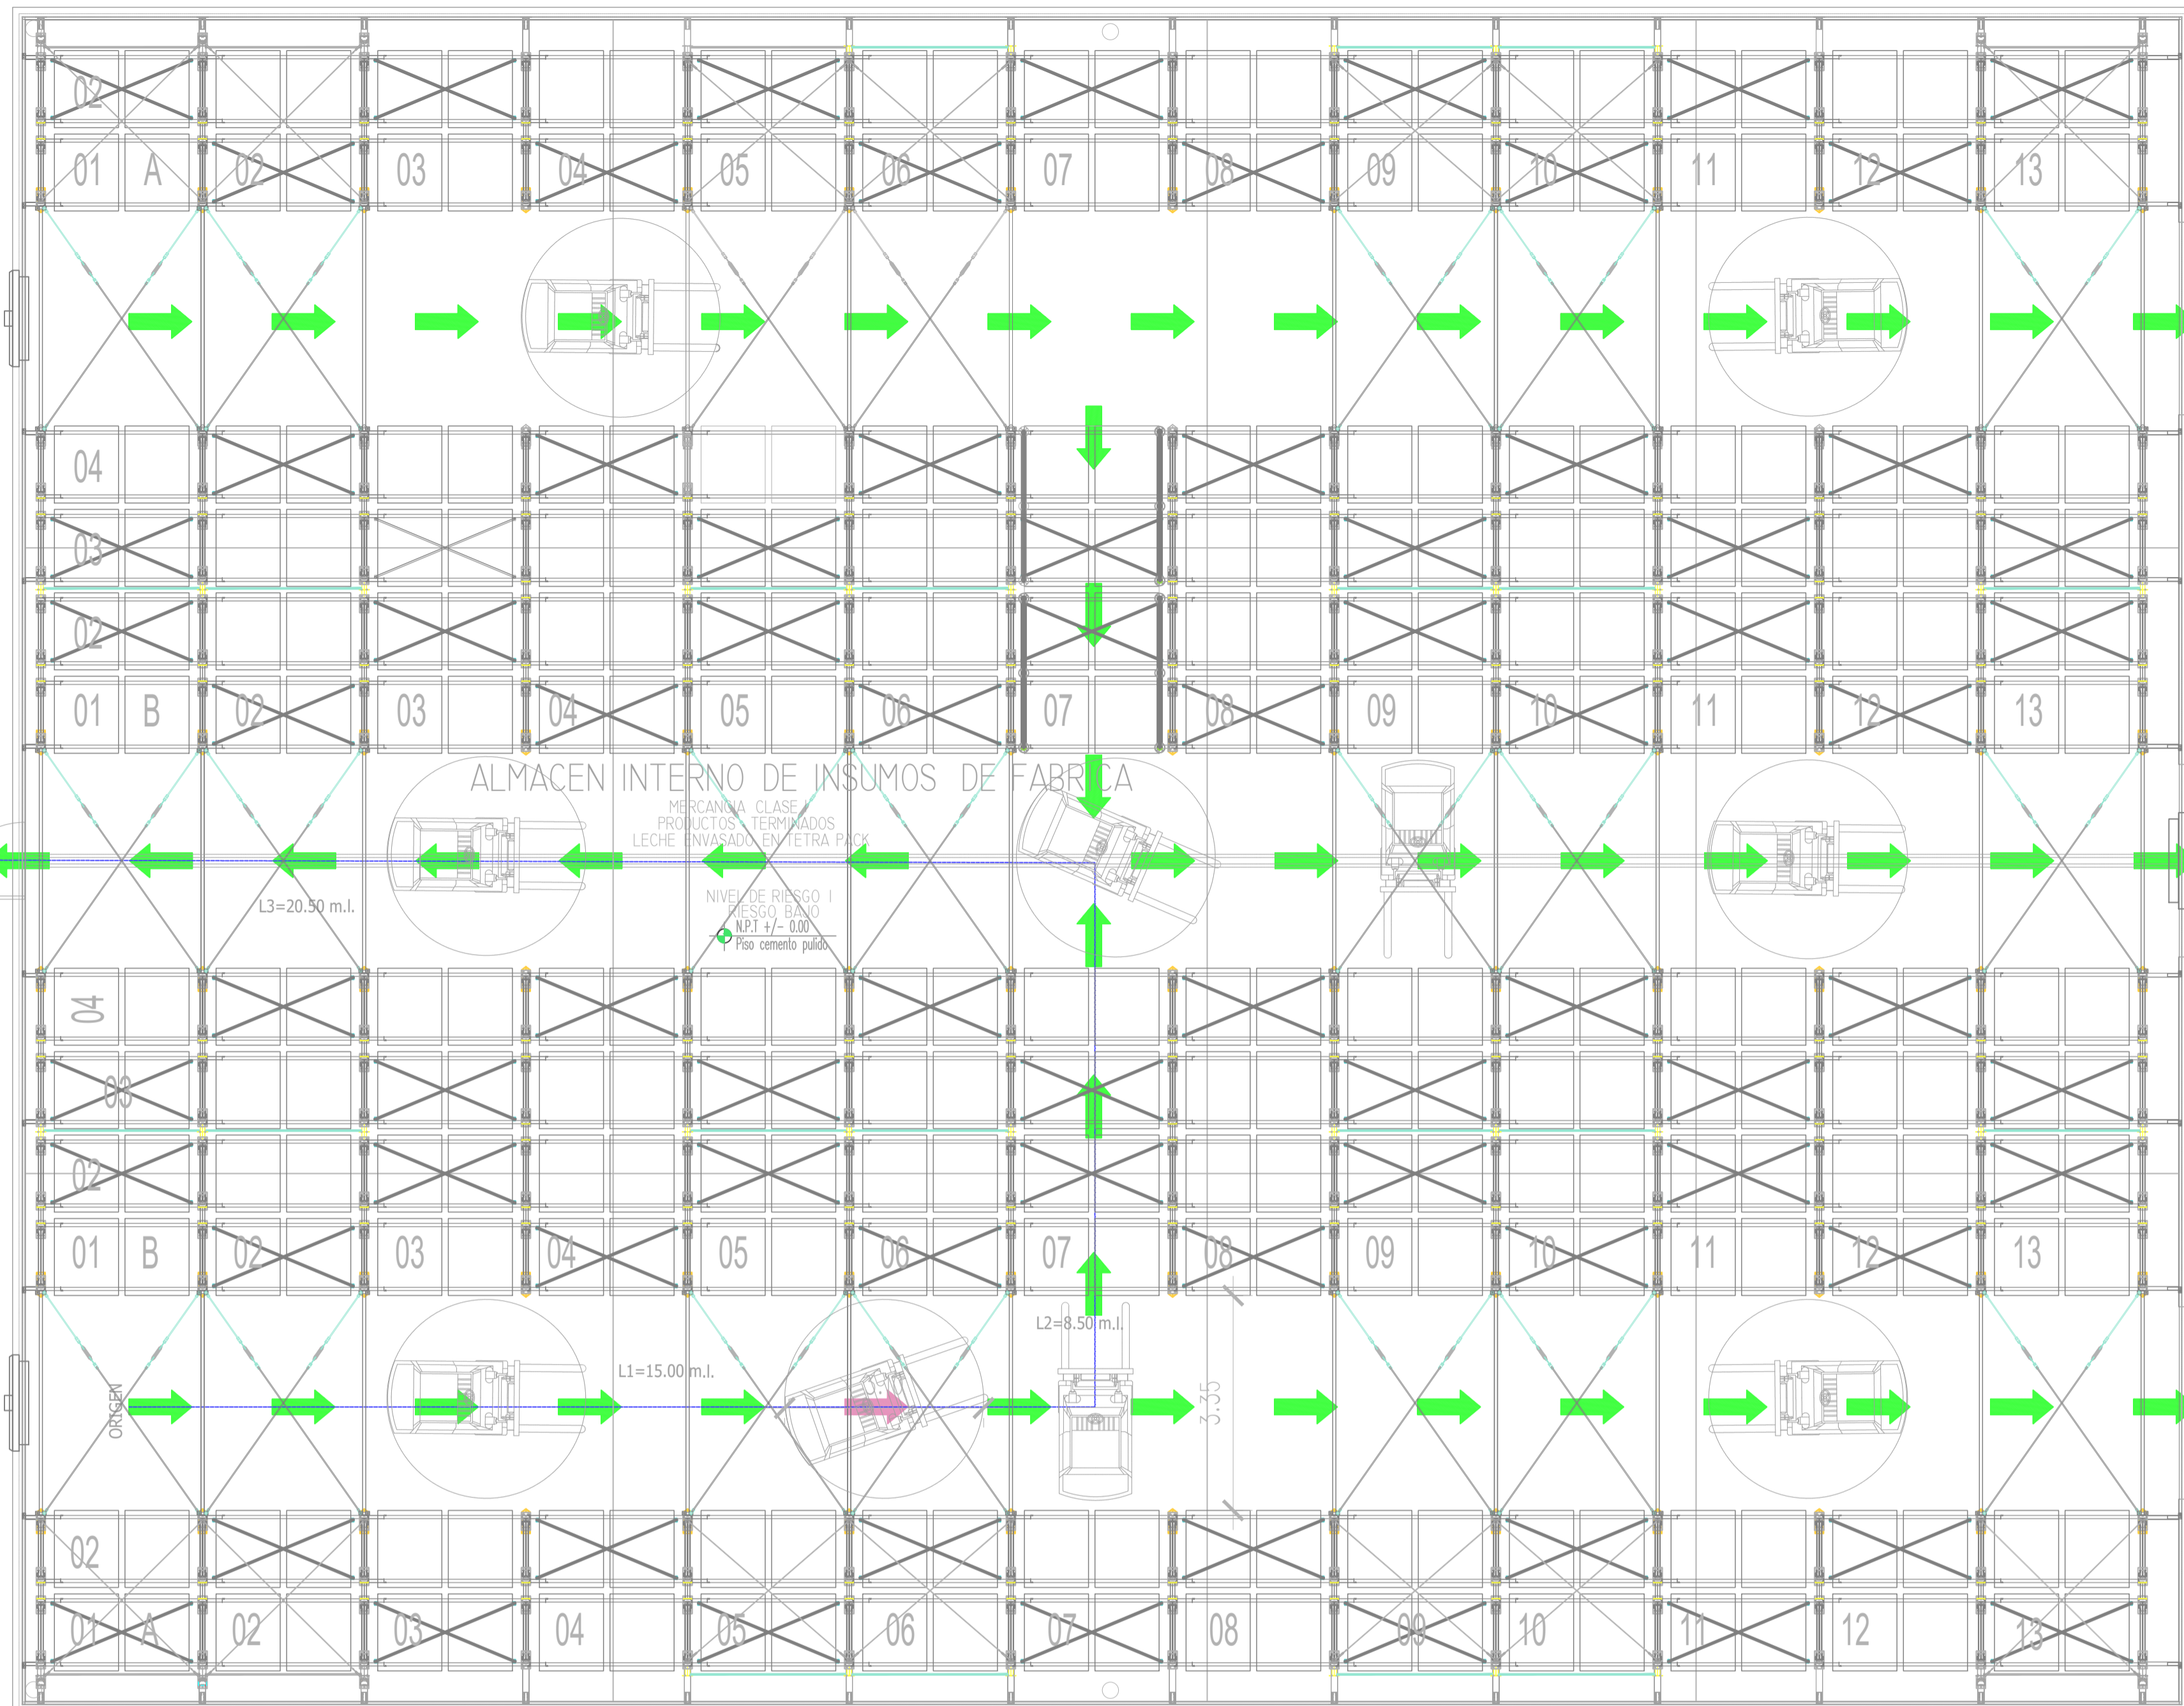 02
01 A 02 03 04 05 06 07 08 09 10 11 12 13
04
03
02
01 B 02 03 04 05 06 07 08 09 10 11 12 13
ALMACEN INTERNO DE INSUMOS DE FABRICA
MERCANCIA CLASE I
PRODUCTOS TERMINADOS
LECHE ENVASADO EN TETRA PACK
L3=20.50 m.l.
NIVEL DE RIESGO I
RIESGO BAJO
N.P.T +/- 0.00
Piso cemento pulido
04
03
02
01 B 02 03 04 05 06 07 08 09 10 11 12 13
L2=8.50 m.l.
L1=15.00 m.l.
ORIGEN
3.35
02
01 A 02 03 04 05 06 07 08 09 10 11 12 13